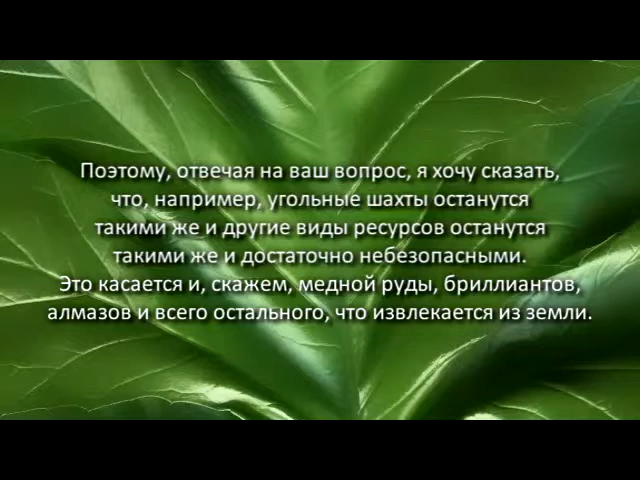 Поэтому, отвечая на ваш вопрос, я хочу сказать,
что, например, угольные шахты останутся
такими же и другие виды ресурсов останутся
такими же и достаточно небезопасными.
Это касается и, скажем, медной руды, бриллиантов,
алмазов и всего остального, что извлекается из земли.